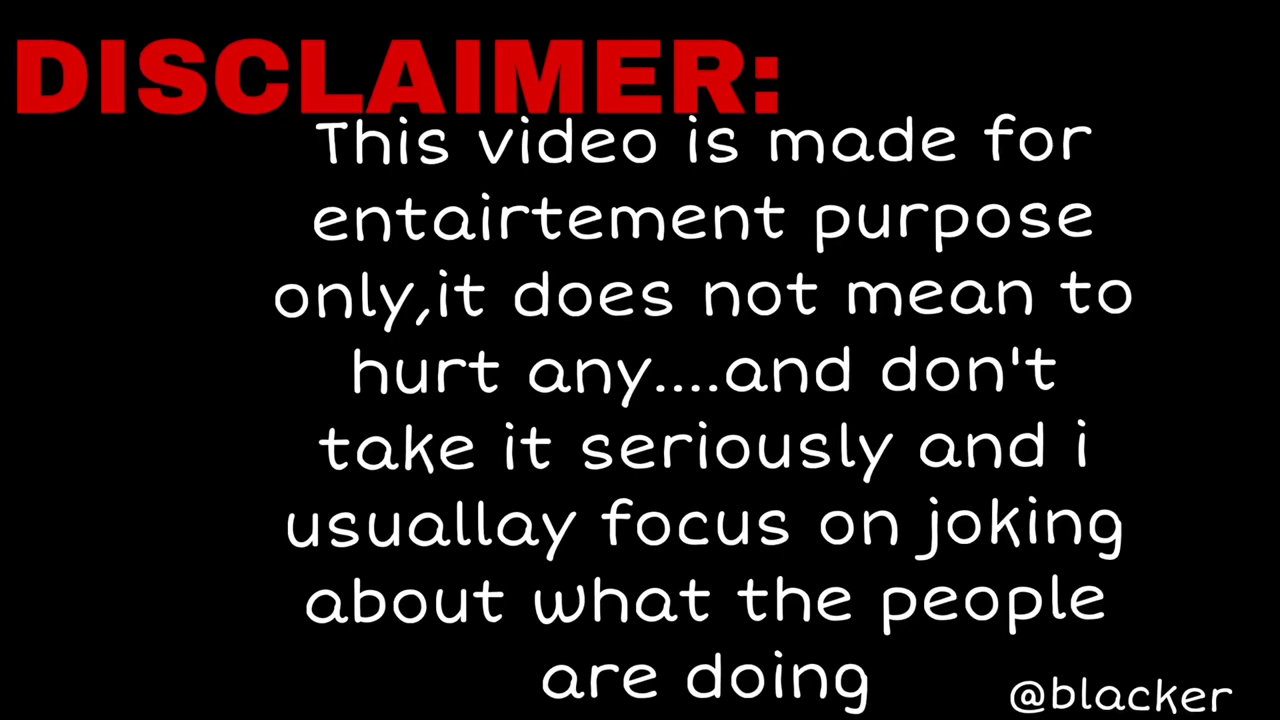 DISCLAIMER:
This video is made for
entairtement purpose
only,it does not mean to
hurt any....and don't
take it seriously and i
usuallay focus on joking
about what the people
are doing
@blacker